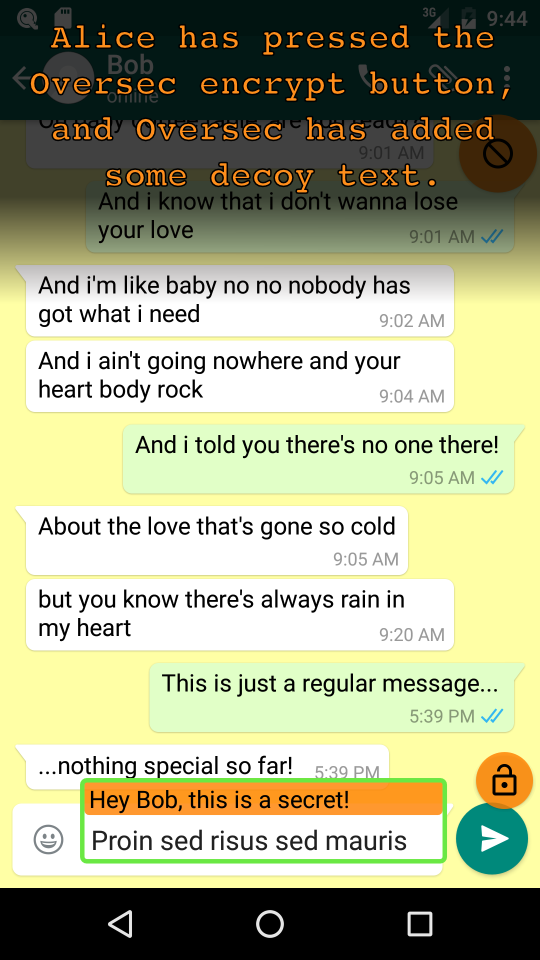 3G 9:44
Alice has pressed the
Bob
Oversec encrypt button,
online
and Oversec has added
9:01 AM
some decoy text.
And i know that i don't wanna lose
your love
9:01 AM
And i'm like baby no no nobody has
got what i need
9:02 AM
And i ain't going nowhere and your
heart body rock
9:04 AM
And i told you there's no one there!
9:05 AM
About the love that's gone so cold
9:05 AM
but you know there's always rain in
my heart
9:20 AM
This is just a regular message...
5:39 PM
...nothing special so far!
5:39 PM
Hey Bob, this is a secret!
Proin sed risus sed mauris